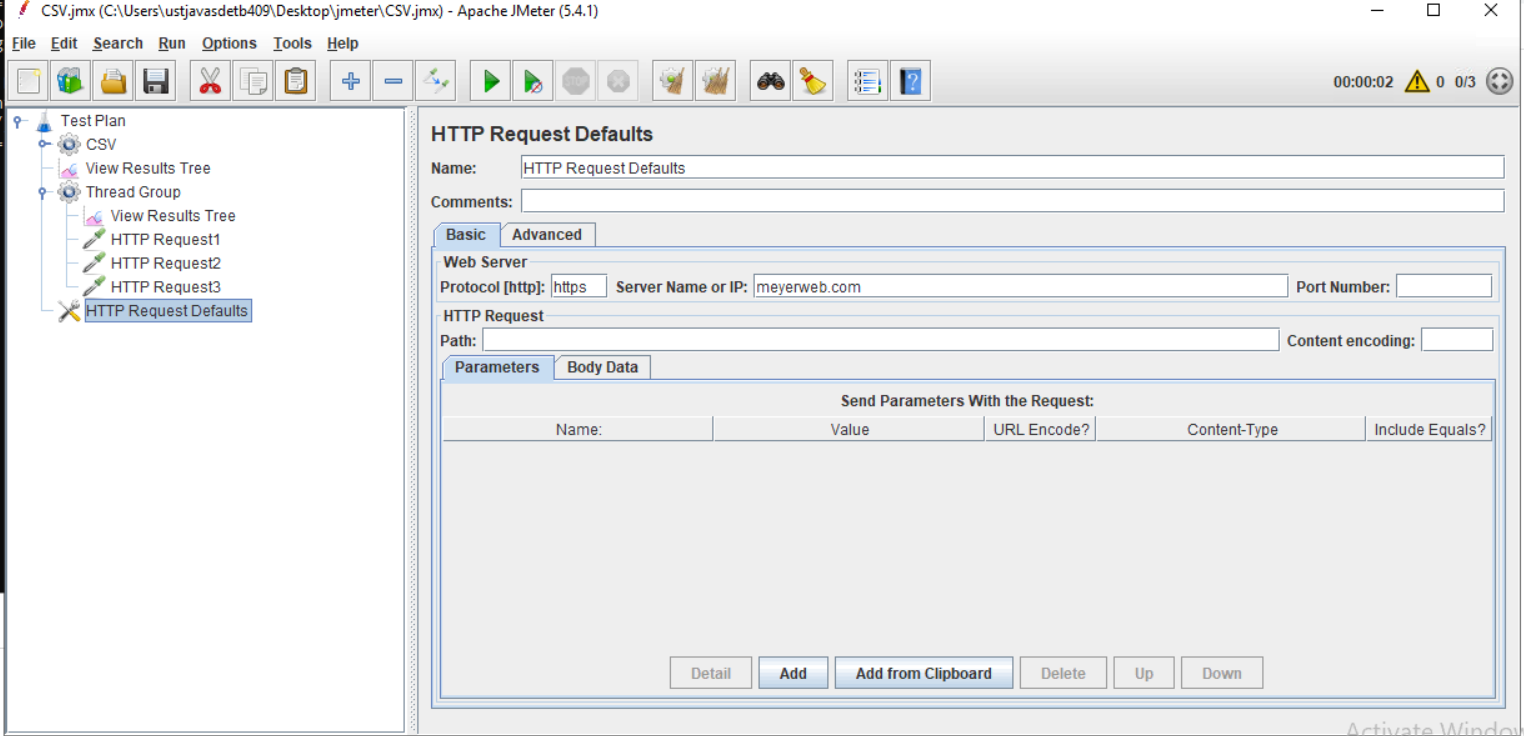 CSV.jmx (C:\Users\ustjavasdetb409\Desktop\jmeter\CSV.jmx) - Apache JMeter (5.4.1)
File Edit Search Run Options Tools Help
STOP
00:00:02 0 0/3
Test Plan
CSV
View Results Tree
Thread Group
View Results Tree
HTTP Request1
HTTP Request2
HTTP Request3
HTTP Request Defaults
HTTP Request Defaults
Name: HTTP Request Defaults
Comments:
Basic Advanced
Web Server
Protocol [http]: https Server Name or IP: meyerweb.com Port Number:
HTTP Request
Path: Content encoding:
Parameters Body Data
Send Parameters With the Request:
Name: Value URL Encode? Content-Type Include Equals?
Detail Add Add from Clipboard Delete Up Down
Activate Window